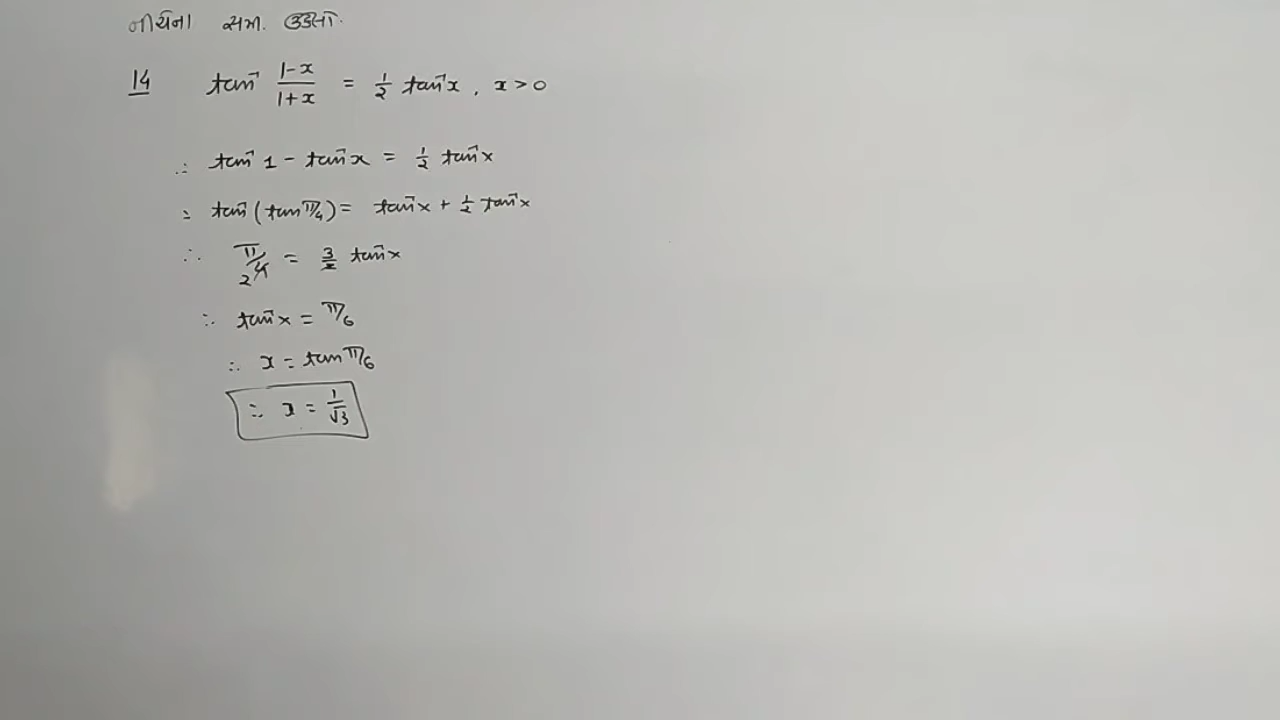 નીચેના સમી. ઉકેલો.
14 tan⁻¹ (1-x)/(1+x) = 1/2 tan⁻¹x, x > 0
∴ tan⁻¹ 1 - tan⁻¹x = 1/2 tan⁻¹x
= tan⁻¹(tan π/4) = tan⁻¹x + 1/2 tan⁻¹x
∴ π/4 2 = 3/2 tan⁻¹x
∴ tan⁻¹x = π/6
∴ x = tan π/6
∴ x = 1/√3